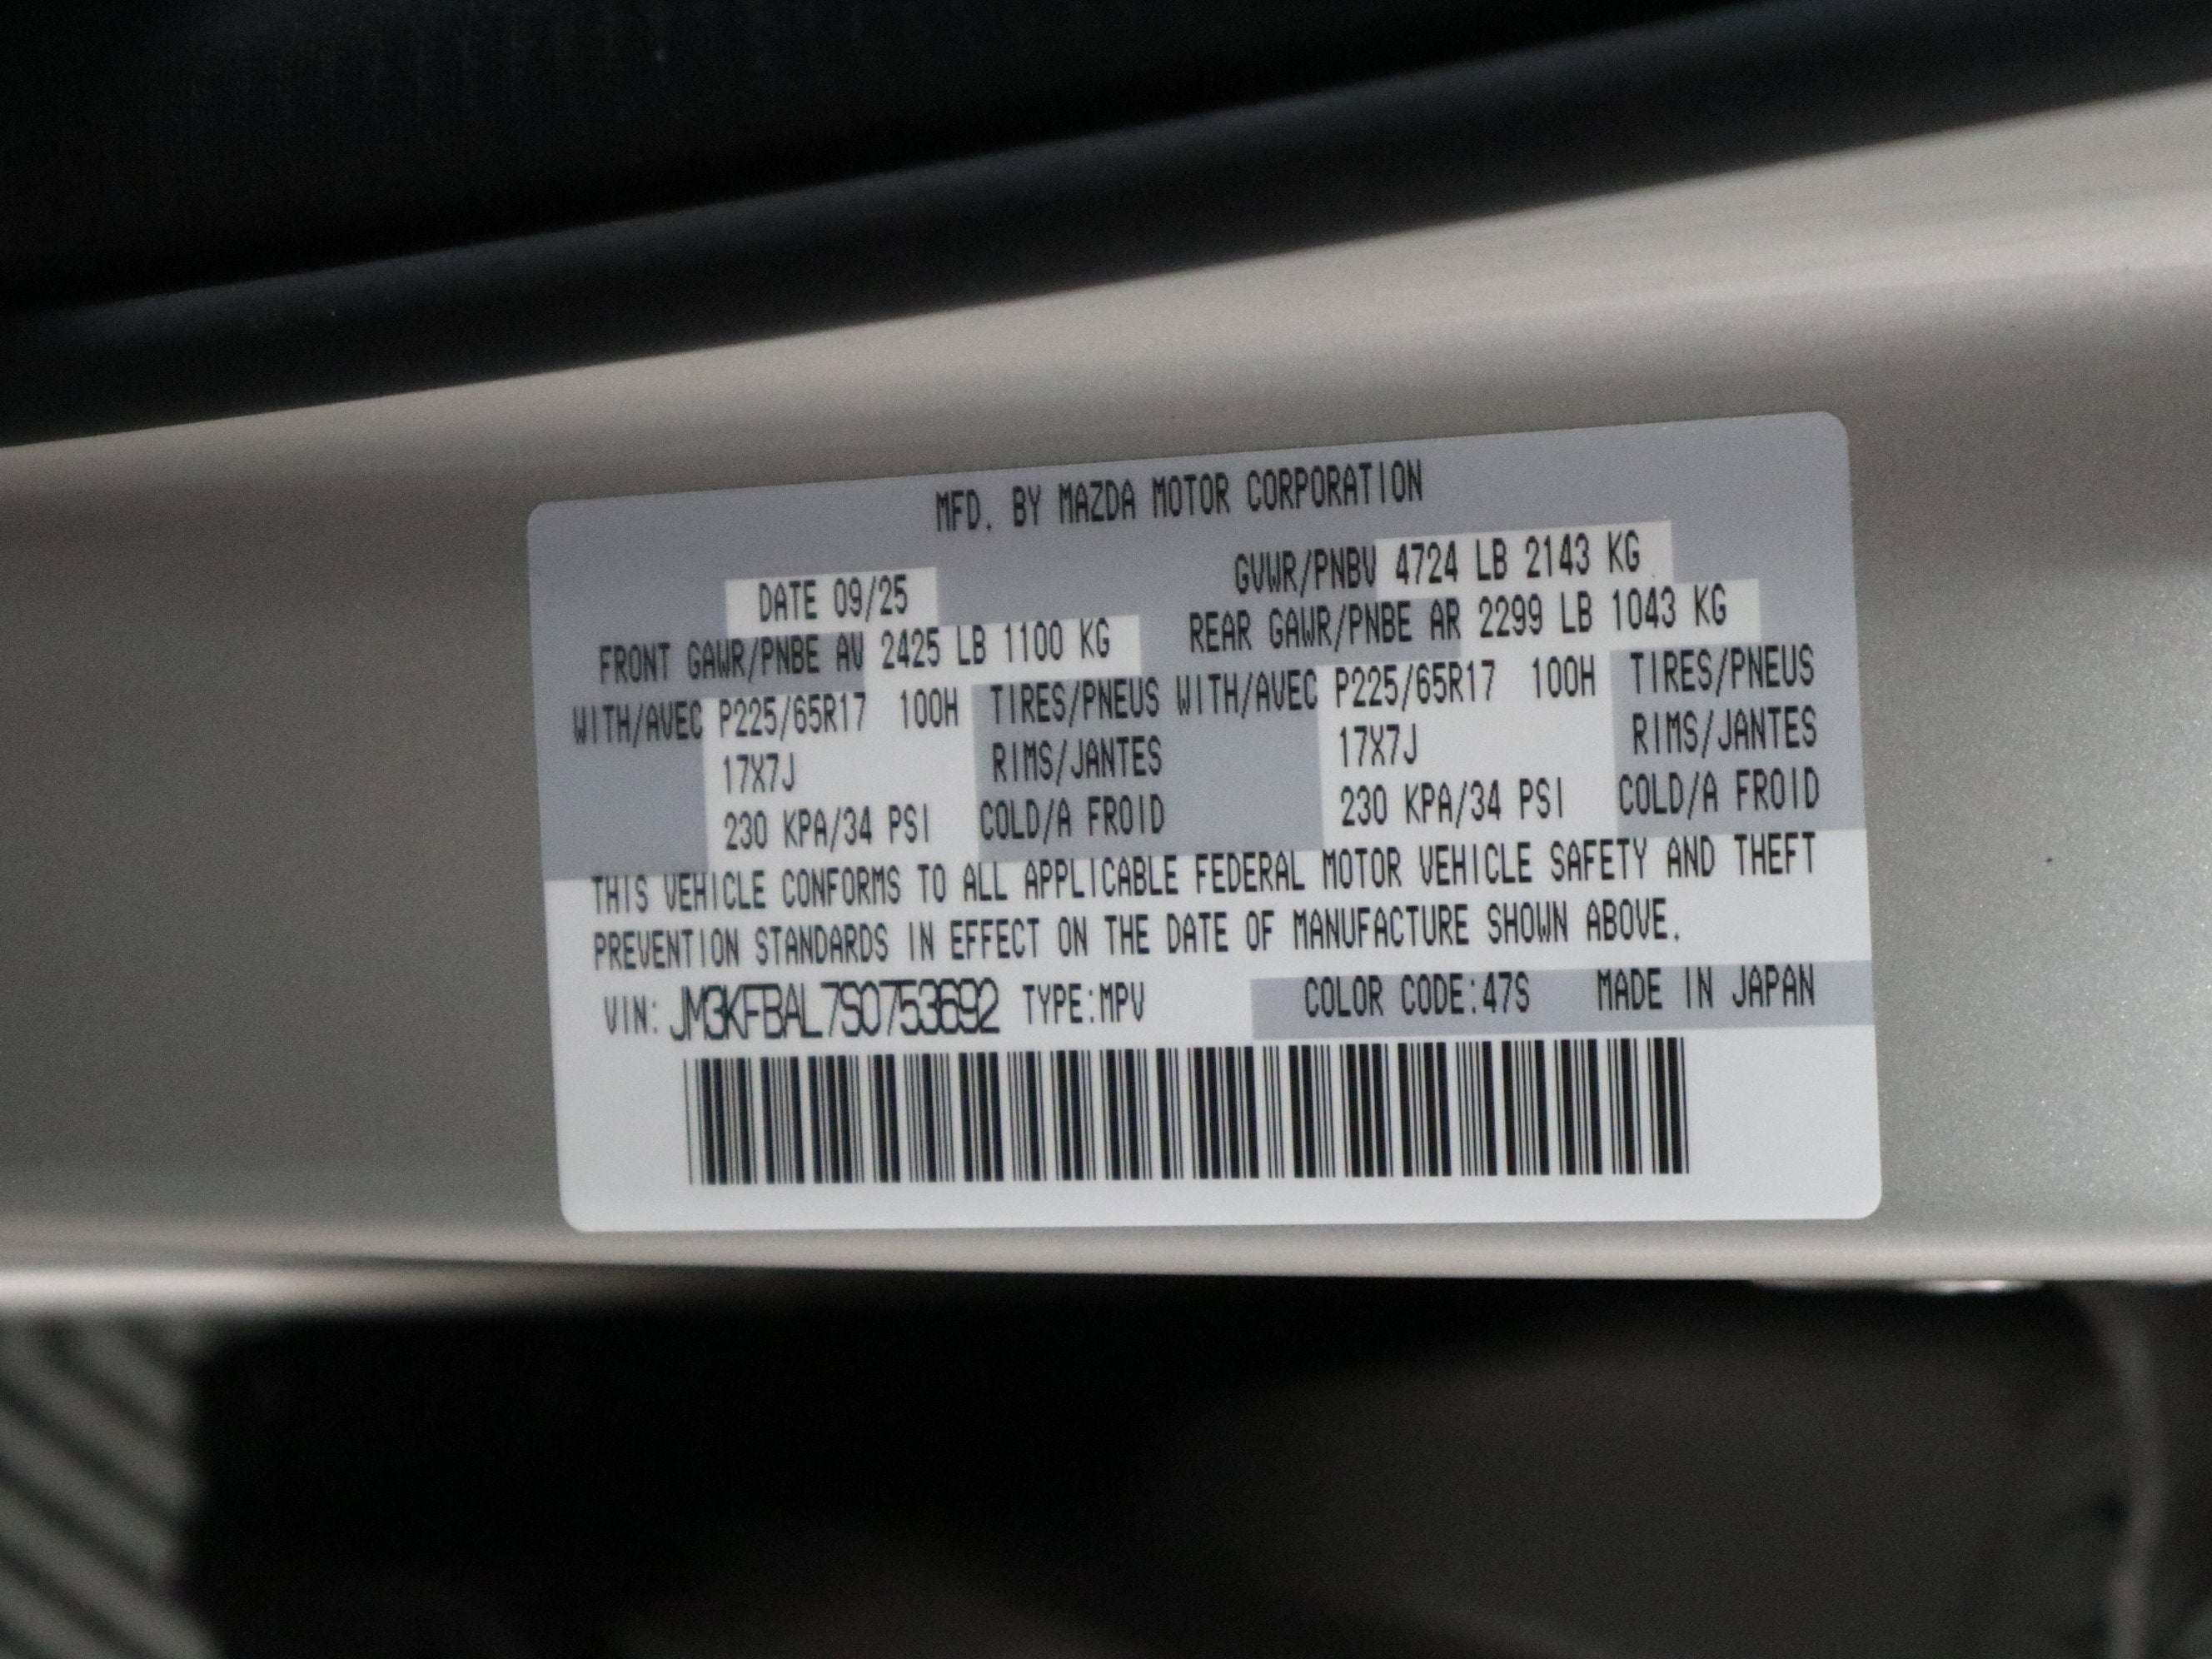 MFD. BY MAZDA MOTOR CORPORATION
DATE 09/25 GVWR/PNBV 4724 LB 2143 KG
FRONT GAWR/PNBE AV 2425 LB 1100 KG REAR GAWR/PNBE AR 2299 LB 1043 KG
WITH/AVEC P225/65R17 100H TIRES/PNEUS WITH/AVEC P225/65R17 100H TIRES/PNEUS
17X7J RIMS/JANTES 17X7J RIMS/JANTES
230 KPA/34 PSI COLD/A FROID 230 KPA/34 PSI COLD/A FROID
THIS VEHICLE CONFORMS TO ALL APPLICABLE FEDERAL MOTOR VEHICLE SAFETY AND THEFT
PREVENTION STANDARDS IN EFFECT ON THE DATE OF MANUFACTURE SHOWN ABOVE.
VIN: JM3KFBAL7S0753692 TYPE:MPV COLOR CODE:47S MADE IN JAPAN